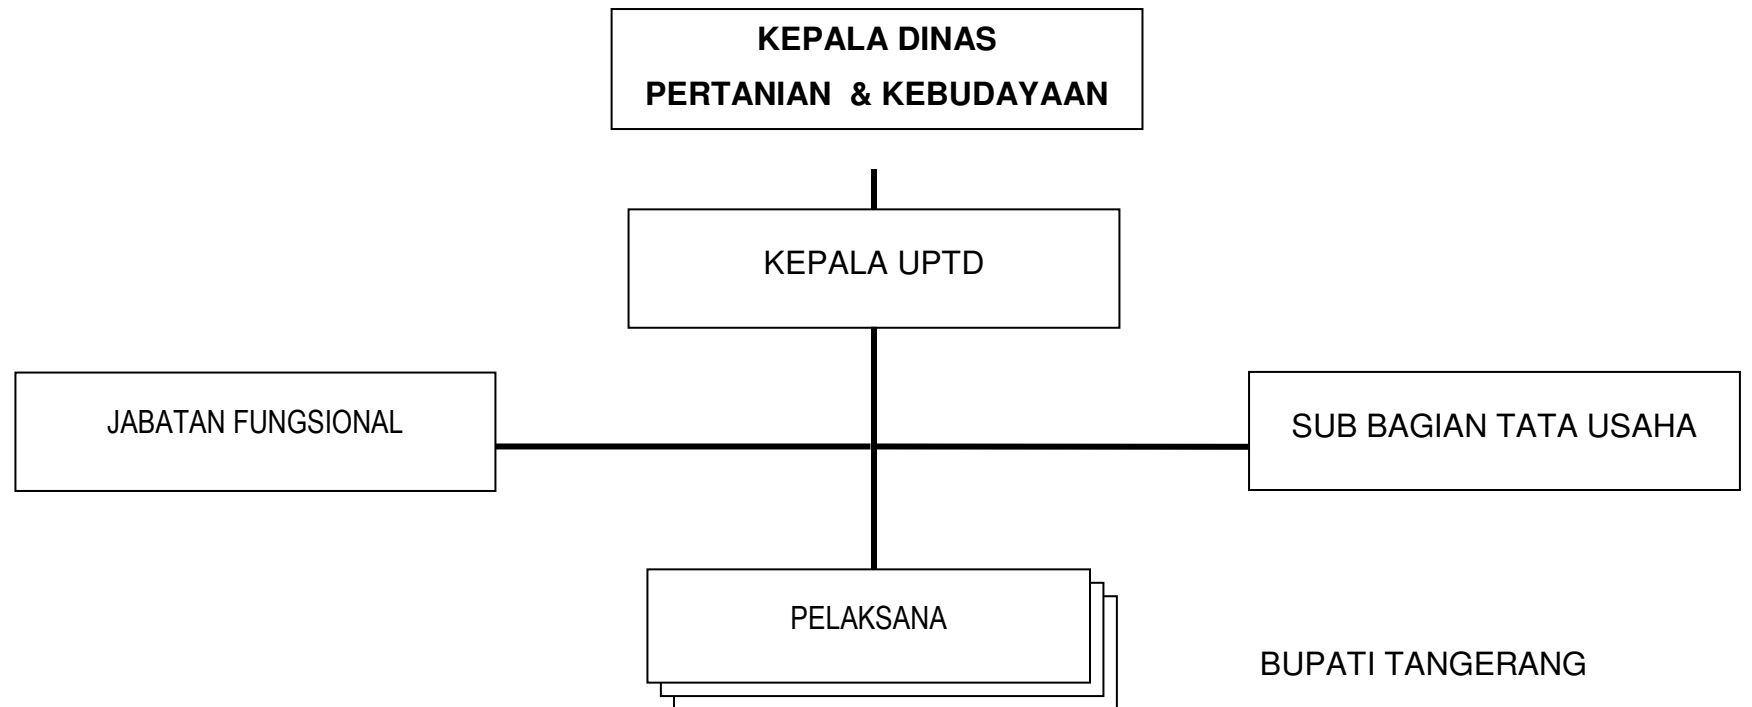 KEPALA DINAS
PERTANIAN & KEBUDAYAAN
KEPALA UPTD
JABATAN FUNGSIONAL
SUB BAGIAN TATA USAHA
PELAKSANA
BUPATI TANGERANG